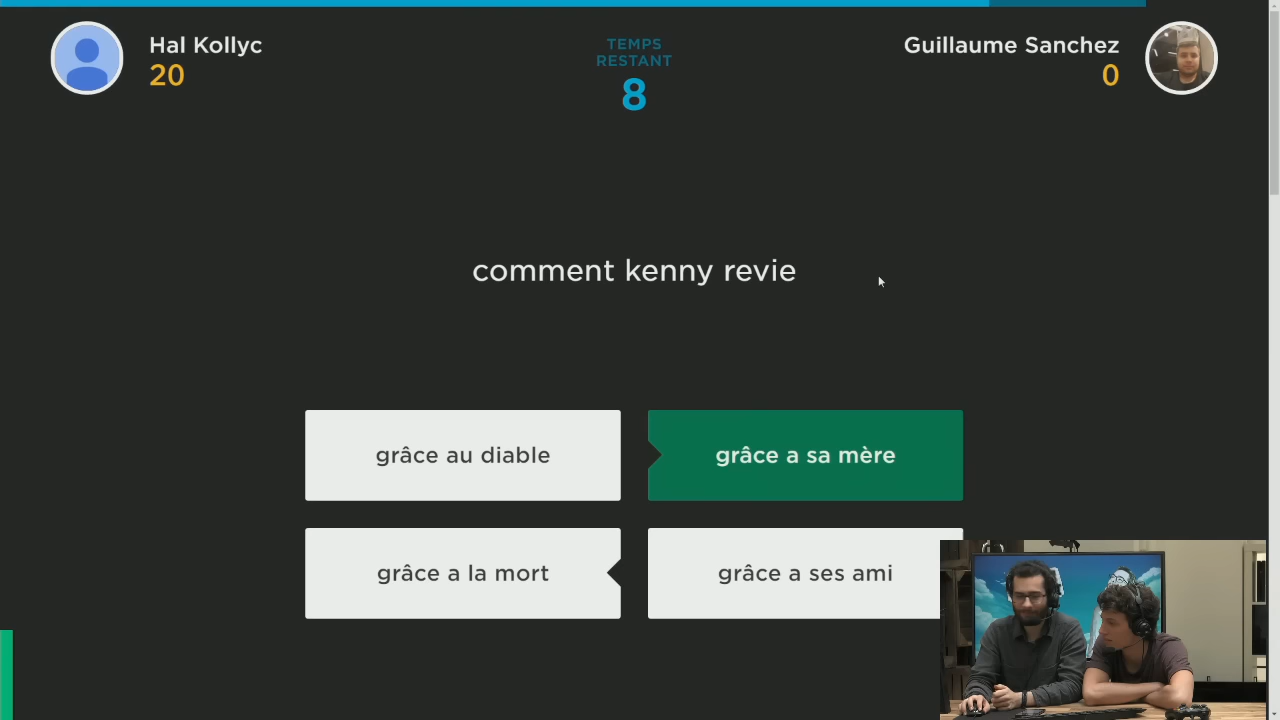 Hal Kollyc
20
TEMPS
RESTANT
8
Guillaume Sanchez
0
comment kenny revie
grâce au diable
grâce a sa mère
grâce a la mort
grâce a ses ami